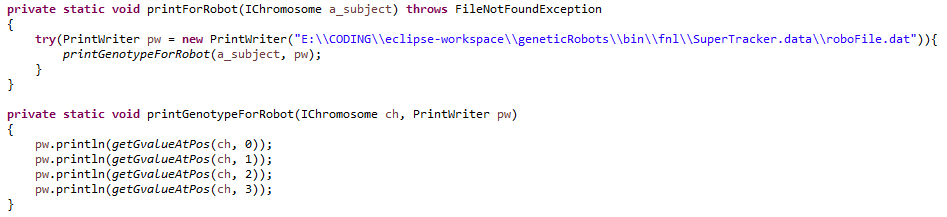 private static void printForRobot(IChromosome a_subject) throws FileNotFoundException
{
    try(PrintWriter pw = new PrintWriter("E:\\CODING\\eclipse-workspace\\geneticRobots\\bin\\fnl\\SuperTracker.data\\roboFile.dat")){
        printGenotypeForRobot(a_subject, pw);
    }
}

private static void printGenotypeForRobot(IChromosome ch, PrintWriter pw)
{
    pw.println(getGvalueAtPos(ch, 0));
    pw.println(getGvalueAtPos(ch, 1));
    pw.println(getGvalueAtPos(ch, 2));
    pw.println(getGvalueAtPos(ch, 3));
}